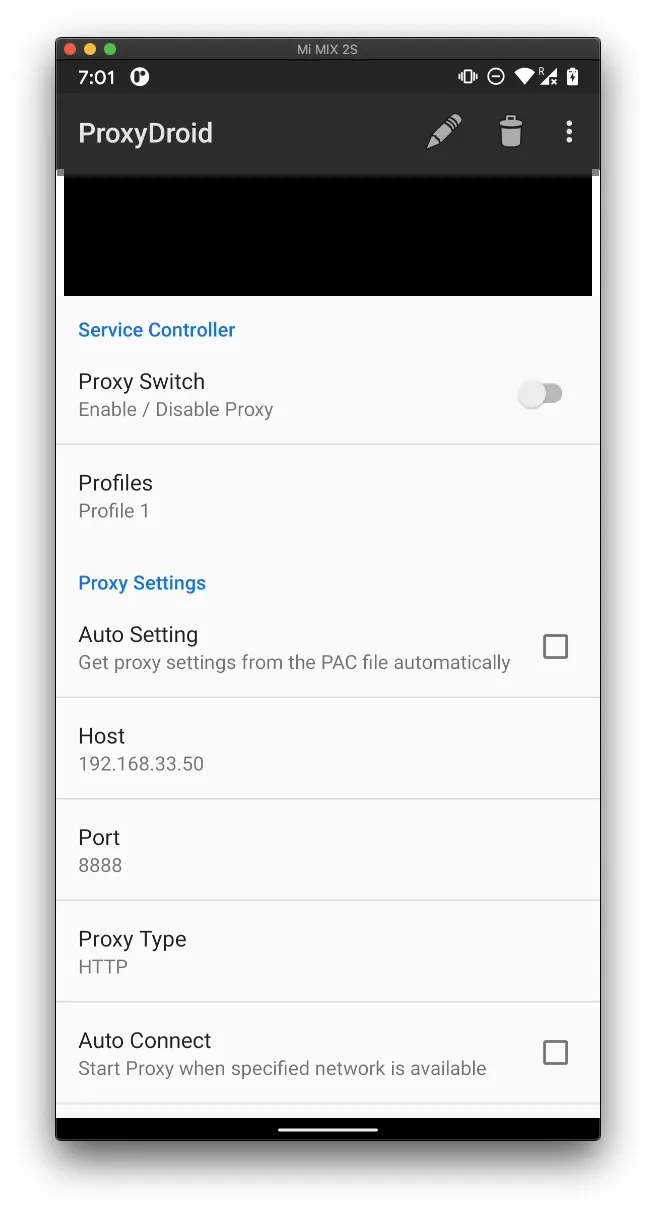 Mi MIX 2S
7:01
R
ProxyDroid
Service Controller
Proxy Switch
Enable / Disable Proxy
Profiles
Profile 1
Proxy Settings
Auto Setting
Get proxy settings from the PAC file automatically
Host
192.168.33.50
Port
8888
Proxy Type
HTTP
Auto Connect
Start Proxy when specified network is available